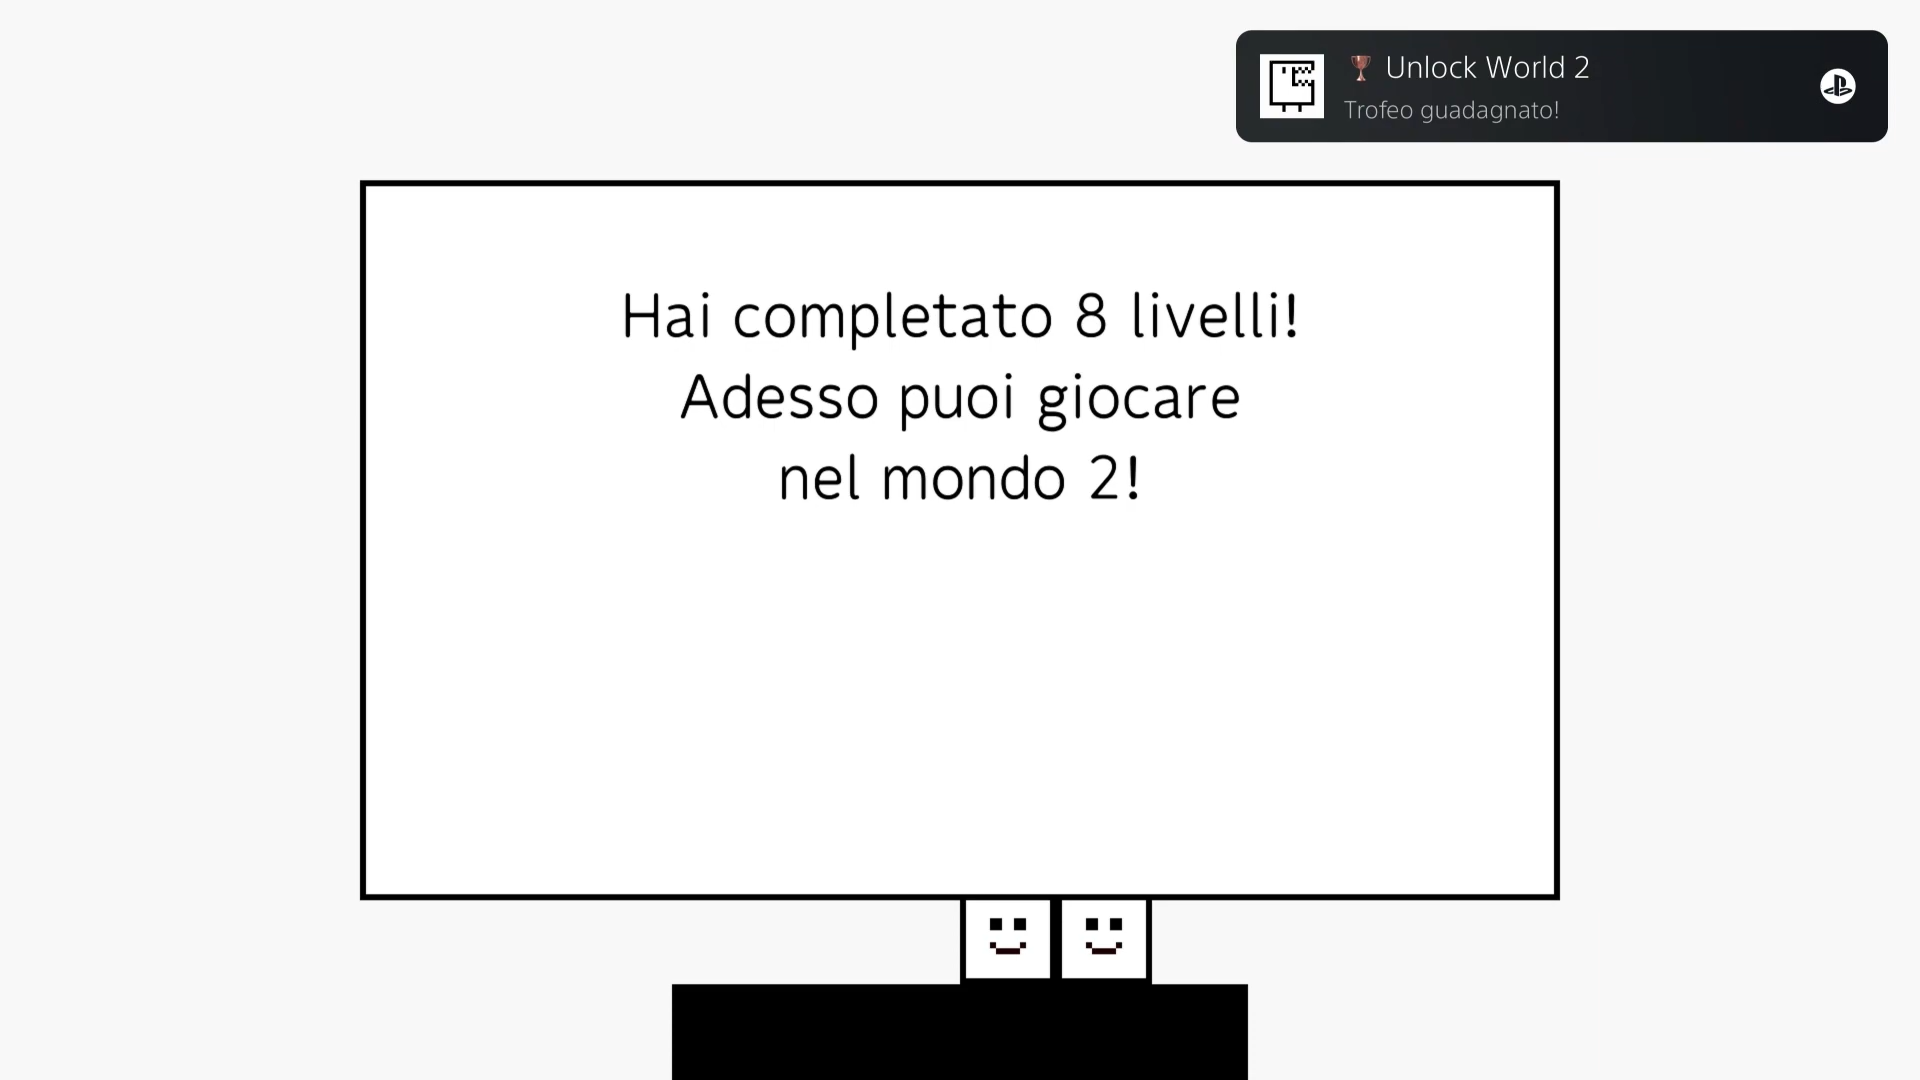 Unlock World 2
Trofeo guadagnato!
Hai completato 8 livelli!
Adesso puoi giocare
nel mondo 2!